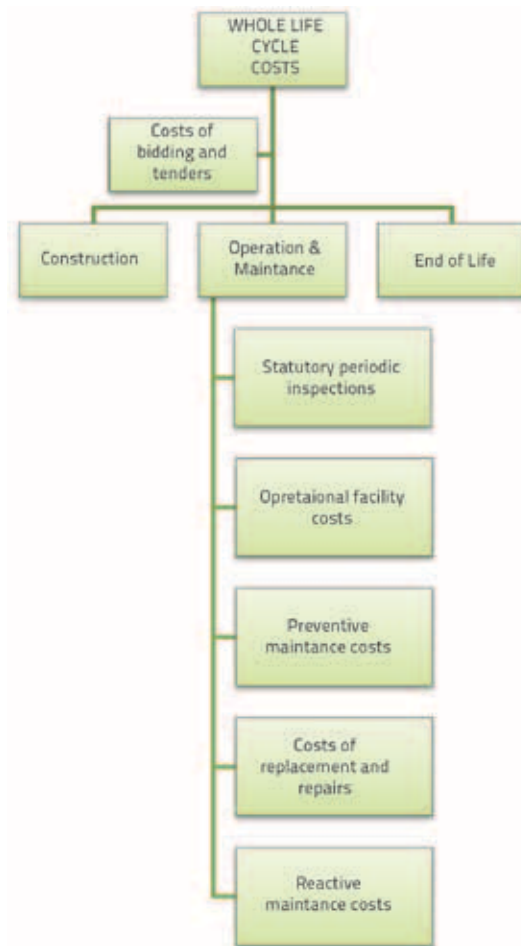 WHOLE LIFE
CYCLE
COSTS
Costs of
bidding and
tenders
Construction
Operation &
Maintance
End of Life
Statutory periodic
inspections
Opretaional facility
costs
Preventive
maintance costs
Costs of
replacement and
repairs
Reactive
maintance costs